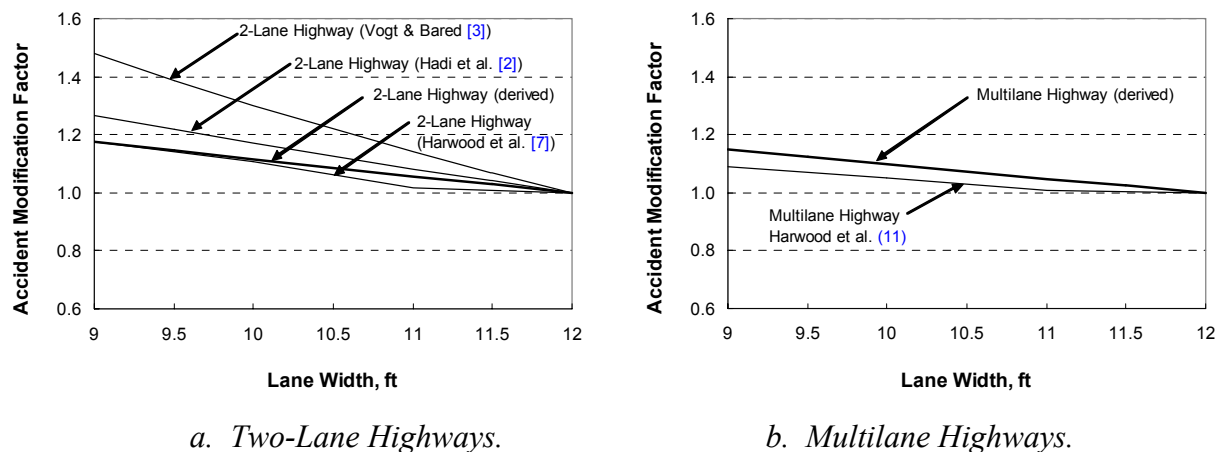 Accident Modification Factor
1.6
1.4
1.2
1.0
0.8
0.6
2-Lane Highway (Vogt & Bared [3])
2-Lane Highway (Hadi et al. [2])
2-Lane Highway (derived)
2-Lane Highway
(Harwood et al. [7])
9
9.5
10
10.5
11
11.5
12
Lane Width, ft
a. Two-Lane Highways.
Accident Modification Factor
1.6
1.4
1.2
1.0
0.8
0.6
Multilane Highway (derived)
Multilane Highway
Harwood et al. (11)
9
9.5
10
10.5
11
11.5
12
Lane Width, ft
b. Multilane Highways.